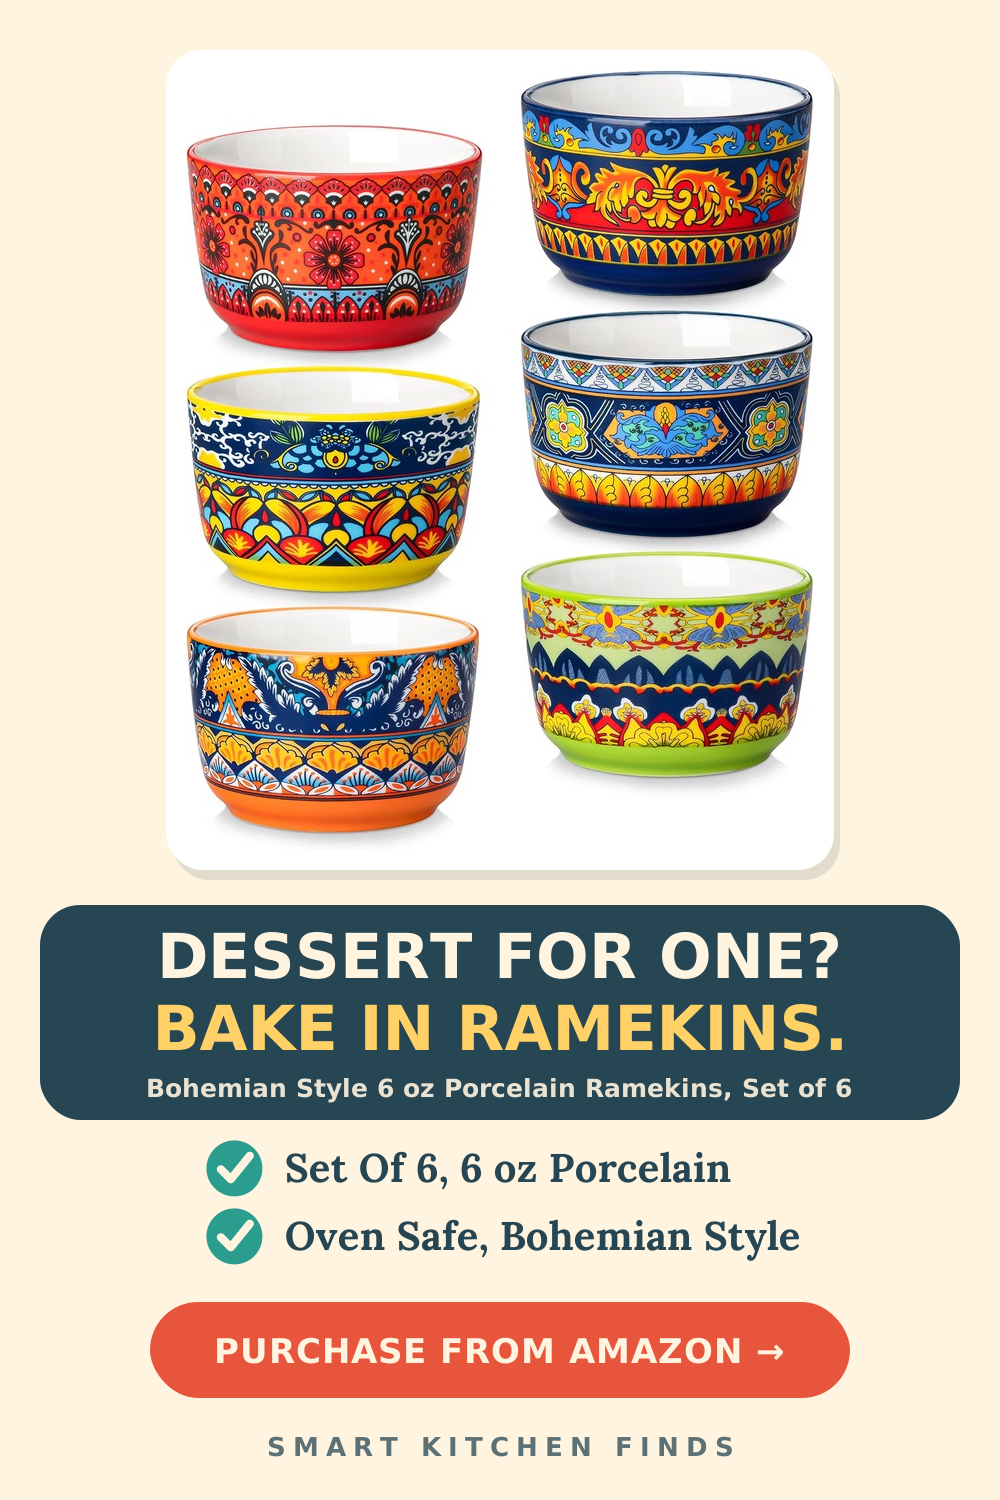 DESSERT FOR ONE?
BAKE IN RAMEKINS.
Bohemian Style 6 oz Porcelain Ramekins, Set of 6
Set Of 6, 6 oz Porcelain
Oven Safe, Bohemian Style
PURCHASE FROM AMAZON →
SMART KITCHEN FINDS